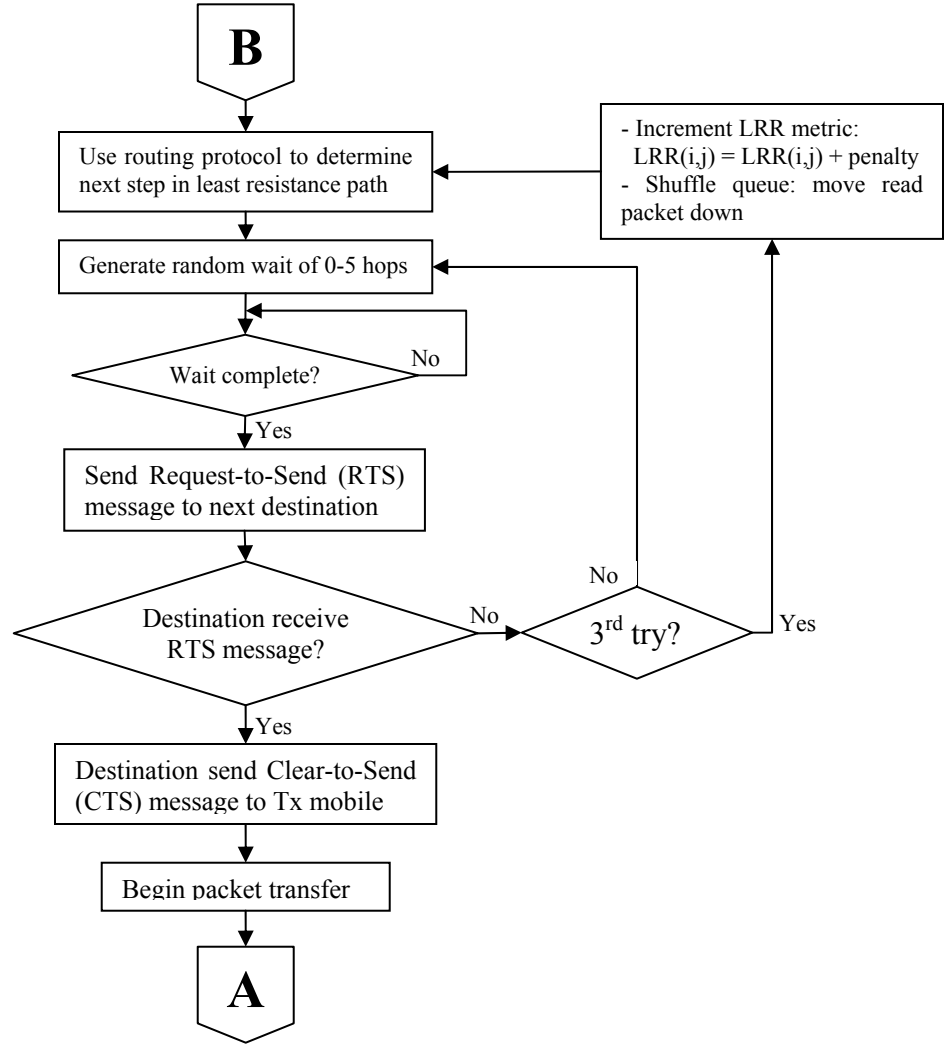 B
Use routing protocol to determine
next step in least resistance path
- Increment LRR metric:
LRR(i,j) = LRR(i,j) + penalty
- Shuffle queue: move read
packet down
Generate random wait of 0-5 hops
Wait complete?
No
Yes
Send Request-to-Send (RTS)
message to next destination
Destination receive
RTS message?
No
3rd try?
No
Yes
Yes
Destination send Clear-to-Send
(CTS) message to Tx mobile
Begin packet transfer
A